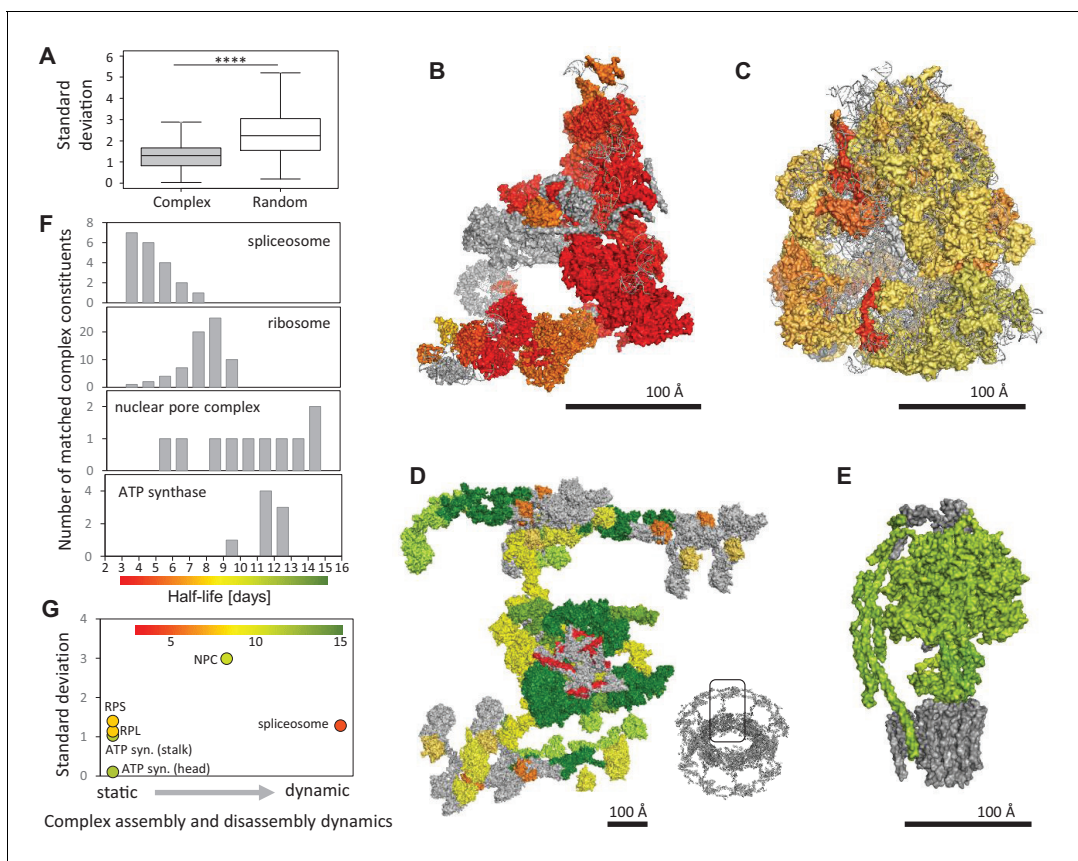 A
Standard deviation
6
5
4
3
2
1
0
****
Complex
Random
B
100 Å
C
100 Å
F
Number of matched complex constituents
8
6
4
2
0
spliceosome
20
10
0
ribosome
2
1
0
nuclear pore complex
4
2
0
ATP synthase
2 3 4 5 6 7 8 9 10 11 12 13 14 15 16
Half-life [days]
D
100 Å
E
100 Å
G
Standard deviation
4
3
2
1
0
5 10 15
NPC
RPS
RPL
spliceosome
ATP syn. (stalk)
ATP syn. (head)
static
dynamic
Complex assembly and disassembly dynamics